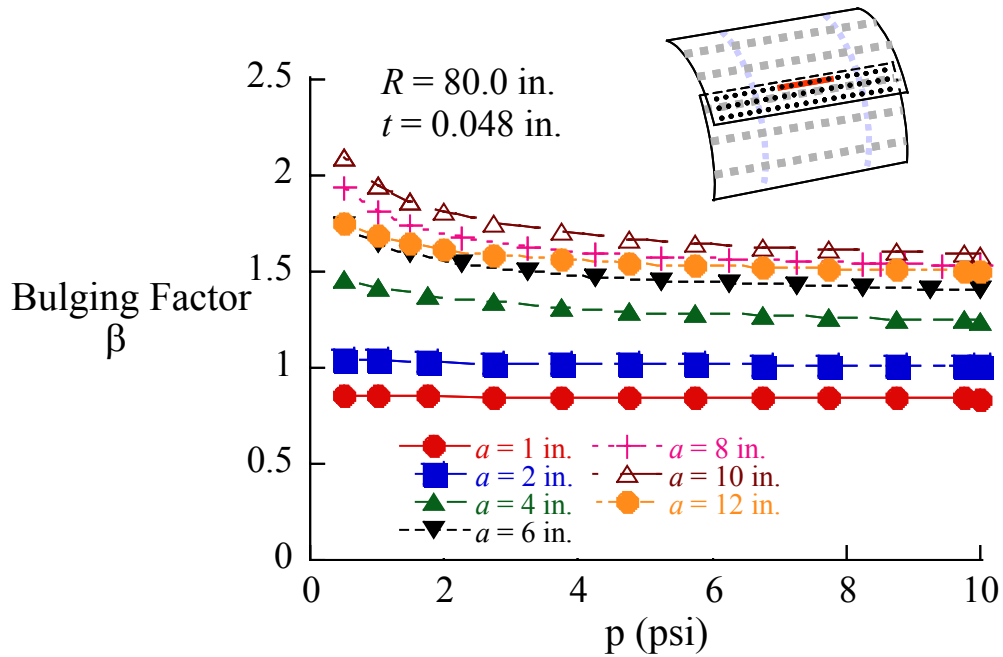 R = 80.0 in.
t = 0.048 in.
2.5
2
1.5
1
0.5
0
Bulging Factor
β
a = 1 in.
a = 2 in.
a = 4 in.
a = 6 in.
a = 8 in.
a = 10 in.
a = 12 in.
0 2 4 6 8 10
p (psi)